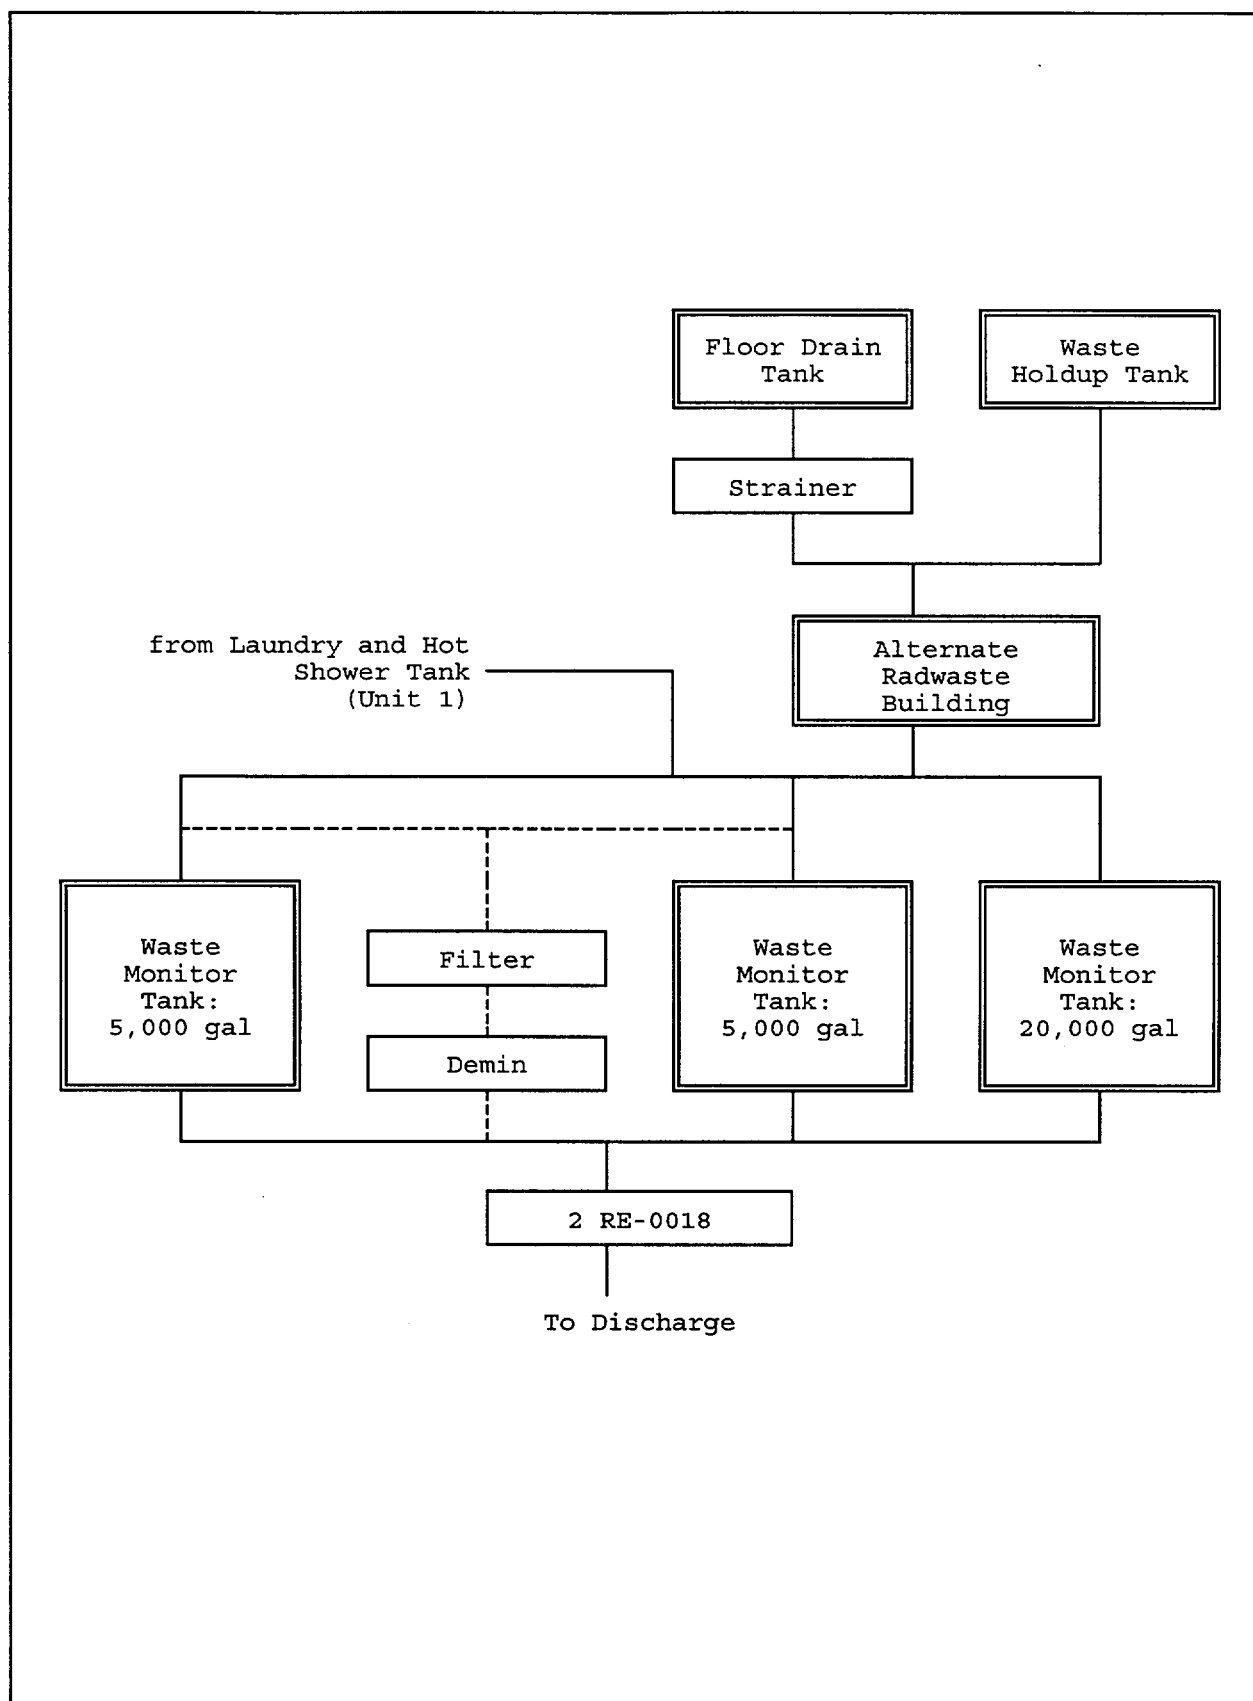 Floor Drain
Tank
Waste
Holdup Tank
Strainer
from Laundry and Hot
Shower Tank
(Unit 1)
Alternate
Radwaste
Building
Waste
Monitor
Tank:
5,000 gal
Filter
Demin
Waste
Monitor
Tank:
5,000 gal
Waste
Monitor
Tank:
20,000 gal
2 RE-0018
To Discharge